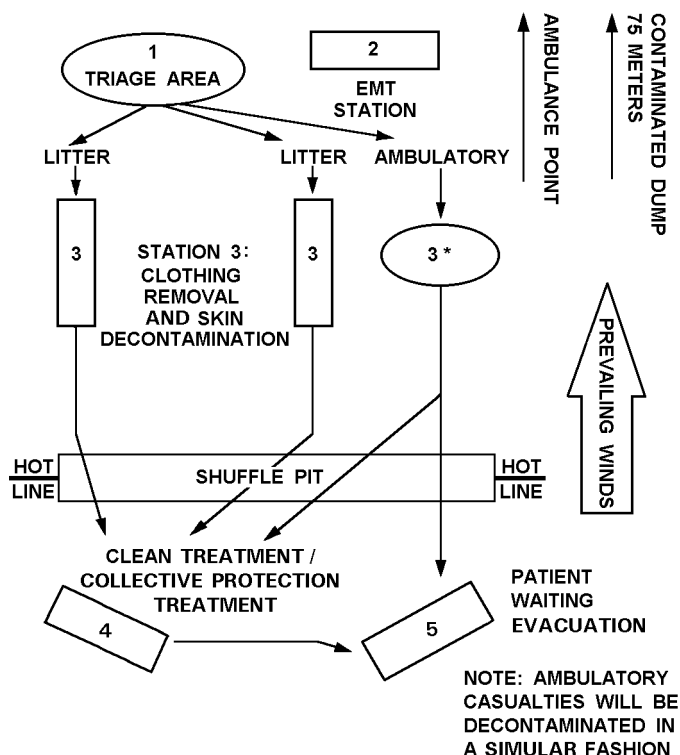 1
TRIAGE AREA
2
EMT
STATION
AMBULANCE POINT
CONTAMINATED DUMP
75 METERS
LITTER
LITTER
AMBULATORY
3
STATION 3:
CLOTHING
REMOVAL
AND SKIN
DECONTAMINATION
3
3 *
PREVAILING WINDS
HOT
LINE
SHUFFLE PIT
HOT
LINE
CLEAN TREATMENT /
COLLECTIVE PROTECTION
TREATMENT
4
5
PATIENT
WAITING
EVACUATION
NOTE: AMBULATORY
CASUALTIES WILL BE
DECONTAMINATED IN
A SIMULAR FASHION